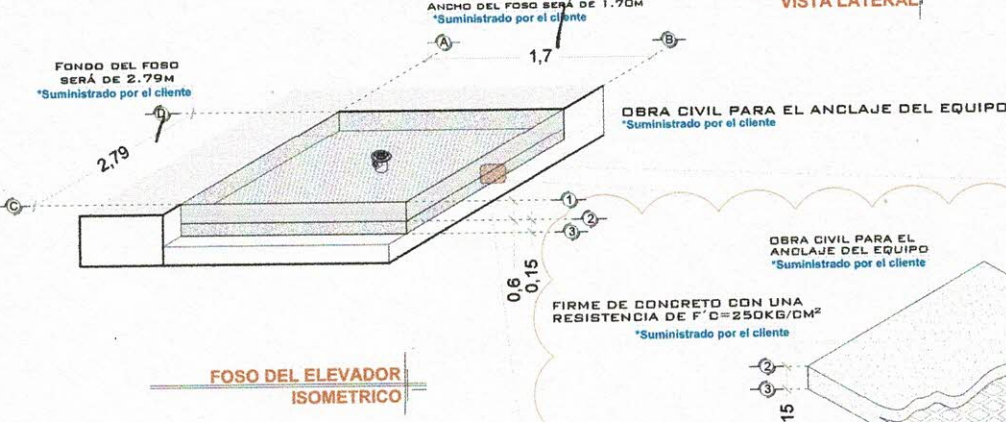 ANCHO DEL FOSO SERÁ DE 1.70M
*Suministrado por el cliente
VISTA LATERAL
A
B
1,7
FONDO DEL FOSO
SERÁ DE 2.79M
*Suministrado por el cliente
D
2,79
C
OBRA CIVIL PARA EL ANCLAJE DEL EQUIPO
*Suministrado por el cliente
1
2
3
0,6
0,15
OBRA CIVIL PARA EL
ANCLAJE DEL EQUIPO
*Suministrado por el cliente
FIRME DE CONCRETO CON UNA
RESISTENCIA DE F´C=250KG/CM²
*Suministrado por el cliente
2
3
15
FOSO DEL ELEVADOR
ISOMETRICO